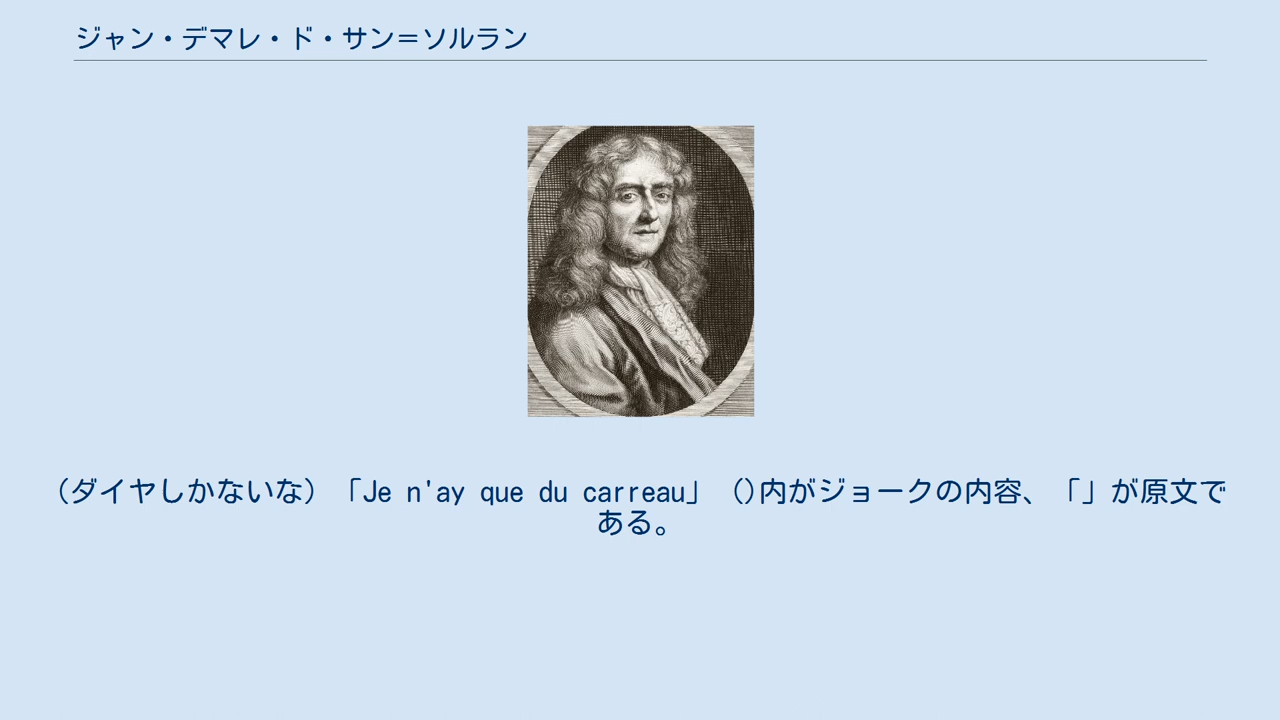 ジャン・デマレ・ド・サン＝ソルラン
（ダイヤしかないな）「Je n'ay que du carreau」（）内がジョークの内容、「」が原文で
ある。